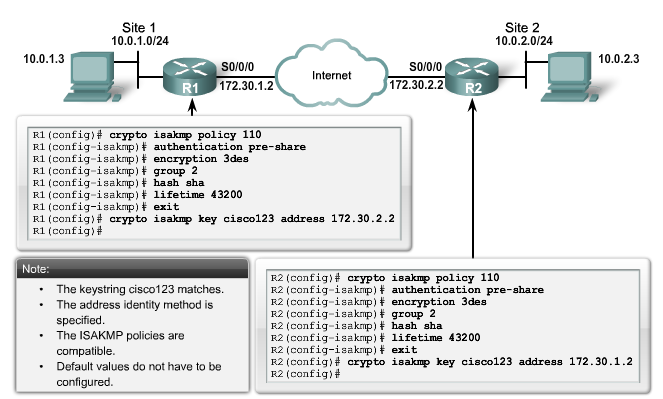 Site 1
10.0.1.0/24
10.0.1.3
R1
S0/0/0
172.30.1.2
Internet
S0/0/0
172.30.2.2
R2
Site 2
10.0.2.0/24
10.0.2.3
R1(config)# crypto isakmp policy 110
R1(config-isakmp)# authentication pre-share
R1(config-isakmp)# encryption 3des
R1(config-isakmp)# group 2
R1(config-isakmp)# hash sha
R1(config-isakmp)# lifetime 43200
R1(config-isakmp)# exit
R1(config)# crypto isakmp key cisco123 address 172.30.2.2
R1(config)#
Note:
• The keystring cisco123 matches.
• The address identity method is
specified.
• The ISAKMP policies are
compatible.
• Default values do not have to be
configured.
R2(config)# crypto isakmp policy 110
R2(config-isakmp)# authentication pre-share
R2(config-isakmp)# encryption 3des
R2(config-isakmp)# group 2
R2(config-isakmp)# hash sha
R2(config-isakmp)# lifetime 43200
R2(config-isakmp)# exit
R2(config)# crypto isakmp key cisco123 address 172.30.1.2
R2(config)#